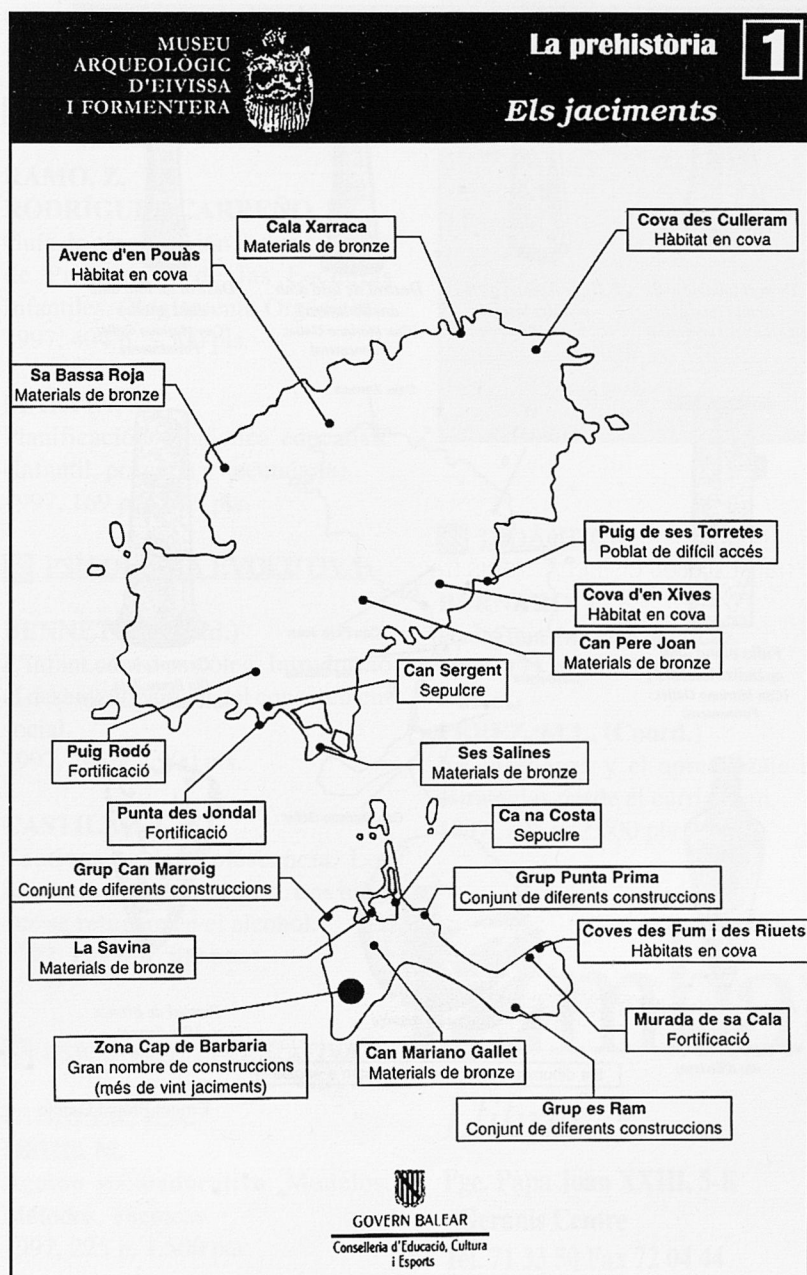 MUSEU
ARQUEOLÒGIC
D'EIVISSA
I FORMENTERA
La prehistòria 1
Els jaciments
Cala Xarraca
Materials de bronze
Cova des Culleram
Hàbitat en cova
Avenc d'en Pouàs
Hàbitat en cova
Sa Bassa Roja
Materials de bronze
Puig de ses Torretes
Poblat de difícil accés
Cova d'en Xives
Hàbitat en cova
Can Pere Joan
Materials de bronze
Can Sergent
Sepulcre
Puig Rodó
Fortificació
Ses Salines
Materials de bronze
Punta des Jondal
Fortificació
Ca na Costa
Sepuclre
Grup Can Marroig
Conjunt de diferents construccions
Grup Punta Prima
Conjunt de diferents construccions
La Savina
Materials de bronze
Coves des Fum i des Riuets
Hàbitats en cova
Murada de sa Cala
Fortificació
Zona Cap de Barbaria
Gran nombre de construccions
(més de vint jaciments)
Can Mariano Gallet
Materials de bronze
Grup es Ram
Conjunt de diferents construccions
GOVERN BALEAR
Conselleria d'Educació, Cultura
i Esports